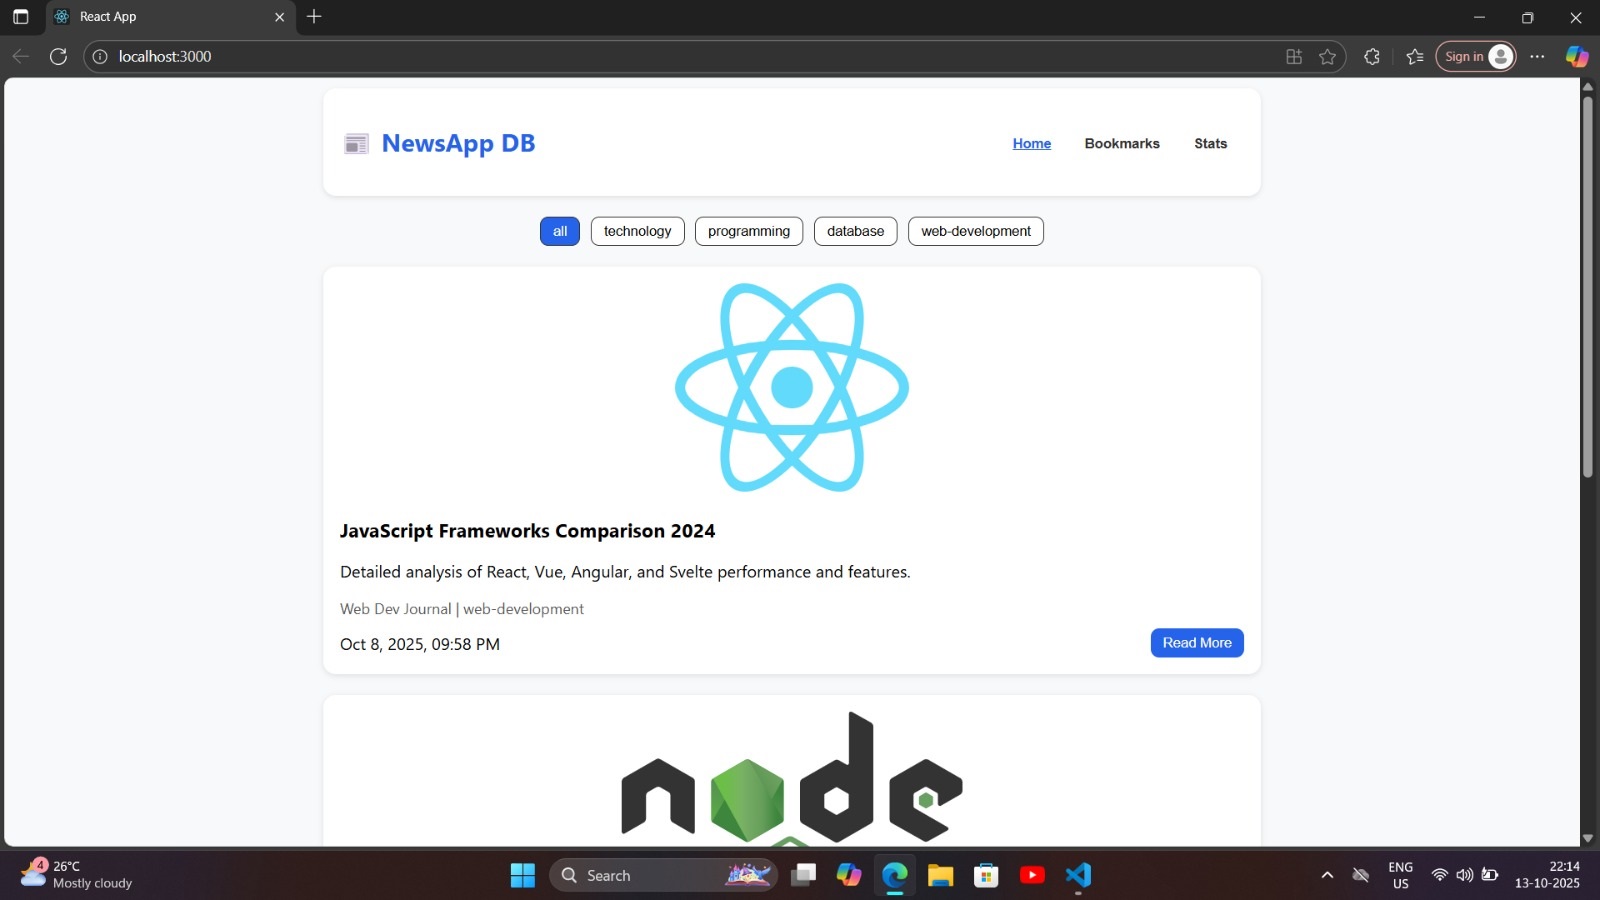 React App
localhost:3000
Sign in
NewsApp DB
Home Bookmarks Stats
all technology programming database web-development
JavaScript Frameworks Comparison 2024
Detailed analysis of React, Vue, Angular, and Svelte performance and features.
Web Dev Journal | web-development
Oct 8, 2025, 09:58 PM
Read More
node
4
26°C
Mostly cloudy
Search
ENG
US
22:14
13-10-2025